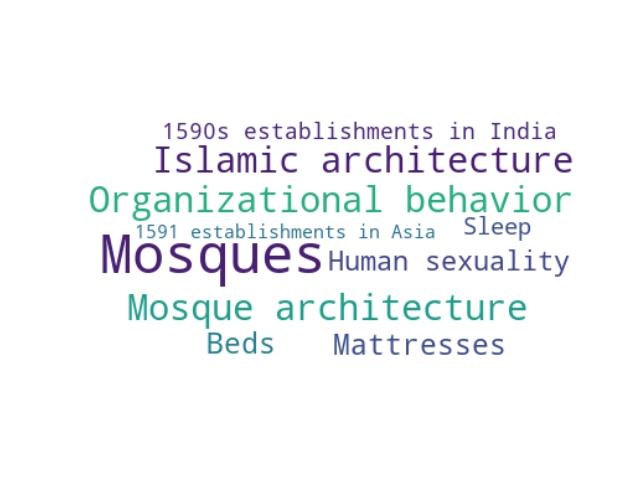 1590s establishments in India
Islamic architecture
Organizational behavior
1591 establishments in Asia
Sleep
Mosques
Human sexuality
Mosque architecture
Beds
Mattresses